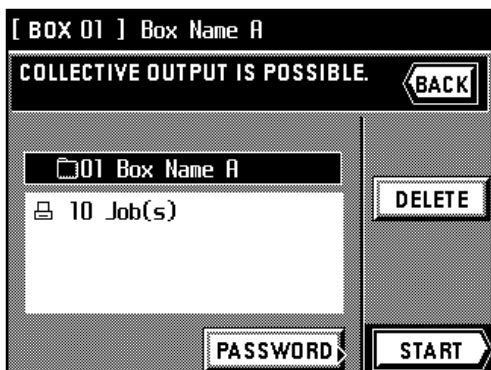 [ BOX 01 ] Box Name A
COLLECTIVE OUTPUT IS POSSIBLE.
BACK
01 Box Name A
10 Job(s)
DELETE
PASSWORD
START